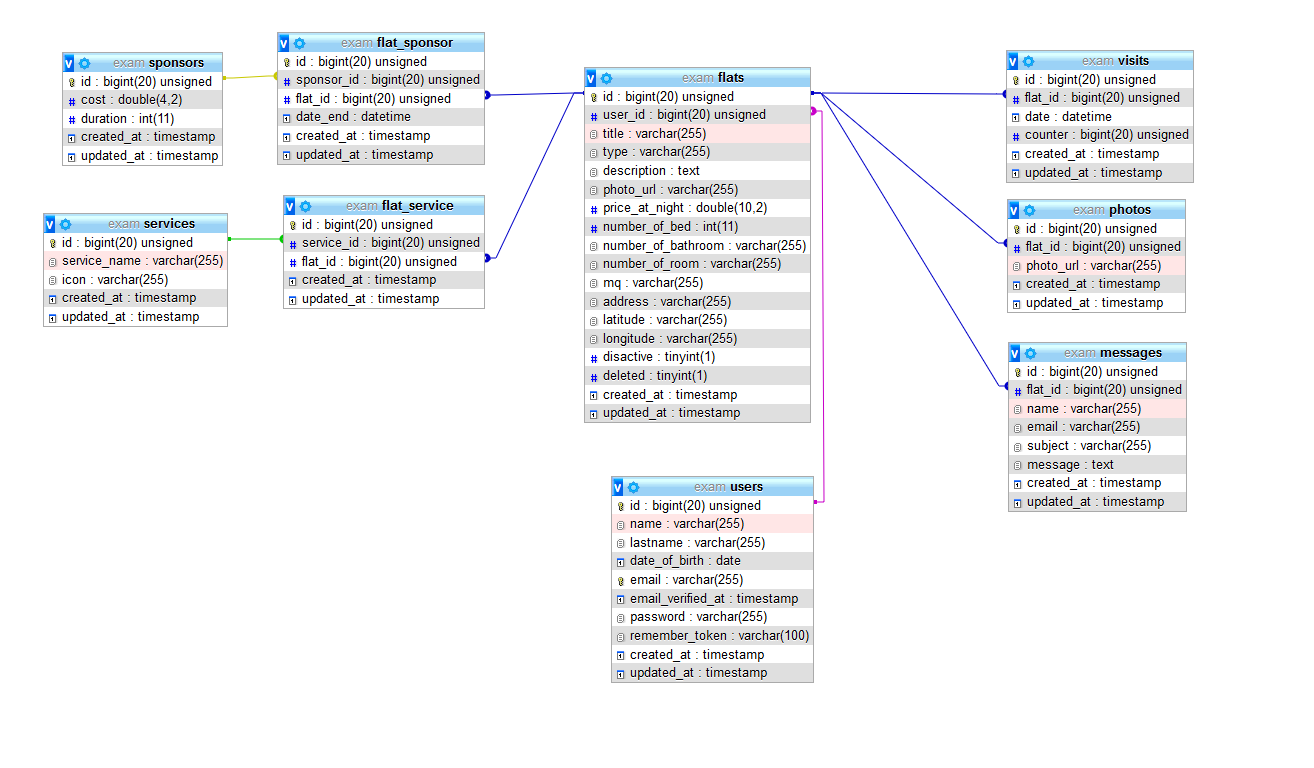 exam sponsors
id : bigint(20) unsigned
cost : double(4,2)
duration : int(11)
created_at : timestamp
updated_at : timestamp
exam flat_sponsor
id : bigint(20) unsigned
sponsor_id : bigint(20) unsigned
flat_id : bigint(20) unsigned
date_end : datetime
created_at : timestamp
updated_at : timestamp
exam services
id : bigint(20) unsigned
service_name : varchar(255)
icon : varchar(255)
created_at : timestamp
updated_at : timestamp
exam flat_service
id : bigint(20) unsigned
service_id : bigint(20) unsigned
flat_id : bigint(20) unsigned
created_at : timestamp
updated_at : timestamp
exam flats
id : bigint(20) unsigned
user_id : bigint(20) unsigned
title : varchar(255)
type : varchar(255)
description : text
photo_url : varchar(255)
price_at_night : double(10,2)
number_of_bed : int(11)
number_of_bathroom : varchar(255)
number_of_room : varchar(255)
mq : varchar(255)
address : varchar(255)
latitude : varchar(255)
longitude : varchar(255)
disactive : tinyint(1)
deleted : tinyint(1)
created_at : timestamp
updated_at : timestamp
exam users
id : bigint(20) unsigned
name : varchar(255)
lastname : varchar(255)
date_of_birth : date
email : varchar(255)
email_verified_at : timestamp
password : varchar(255)
remember_token : varchar(100)
created_at : timestamp
updated_at : timestamp
exam visits
id : bigint(20) unsigned
flat_id : bigint(20) unsigned
date : datetime
counter : bigint(20) unsigned
created_at : timestamp
updated_at : timestamp
exam photos
id : bigint(20) unsigned
flat_id : bigint(20) unsigned
photo_url : varchar(255)
created_at : timestamp
updated_at : timestamp
exam messages
id : bigint(20) unsigned
flat_id : bigint(20) unsigned
name : varchar(255)
email : varchar(255)
subject : varchar(255)
message : text
created_at : timestamp
updated_at : timestamp